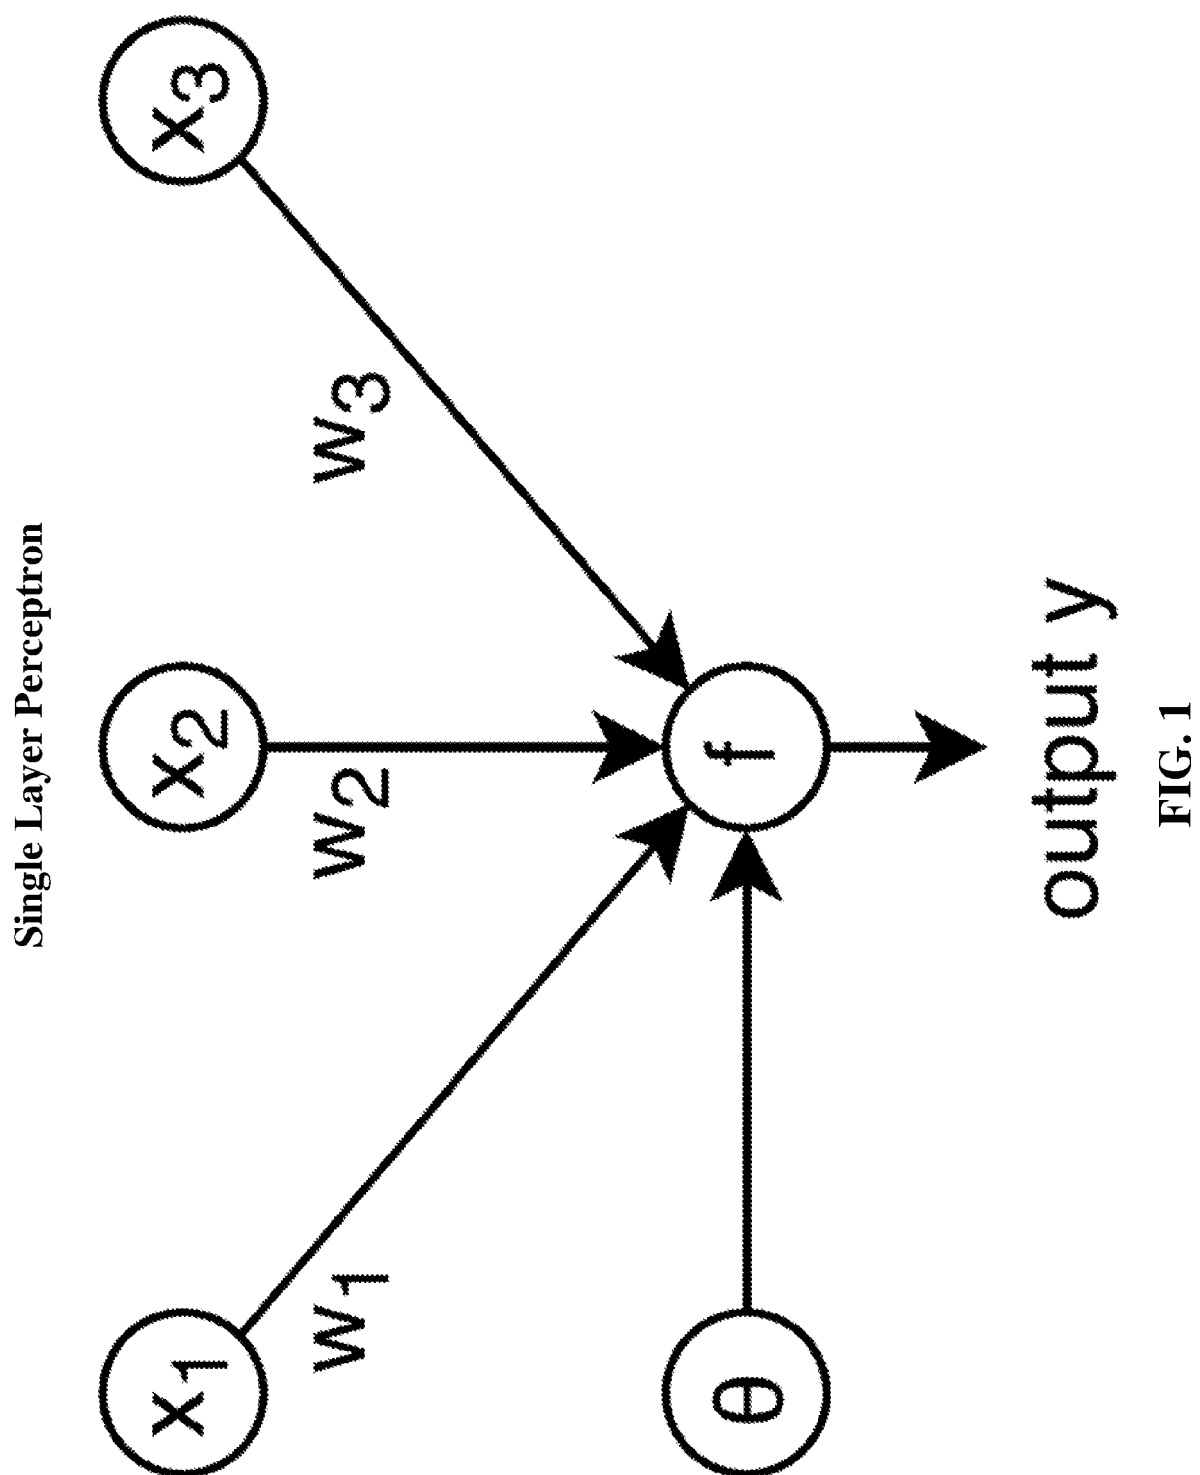 Single Layer Perceptron
x1
x2
x3
w1
w2
w3
θ
f
output y
FIG. 1